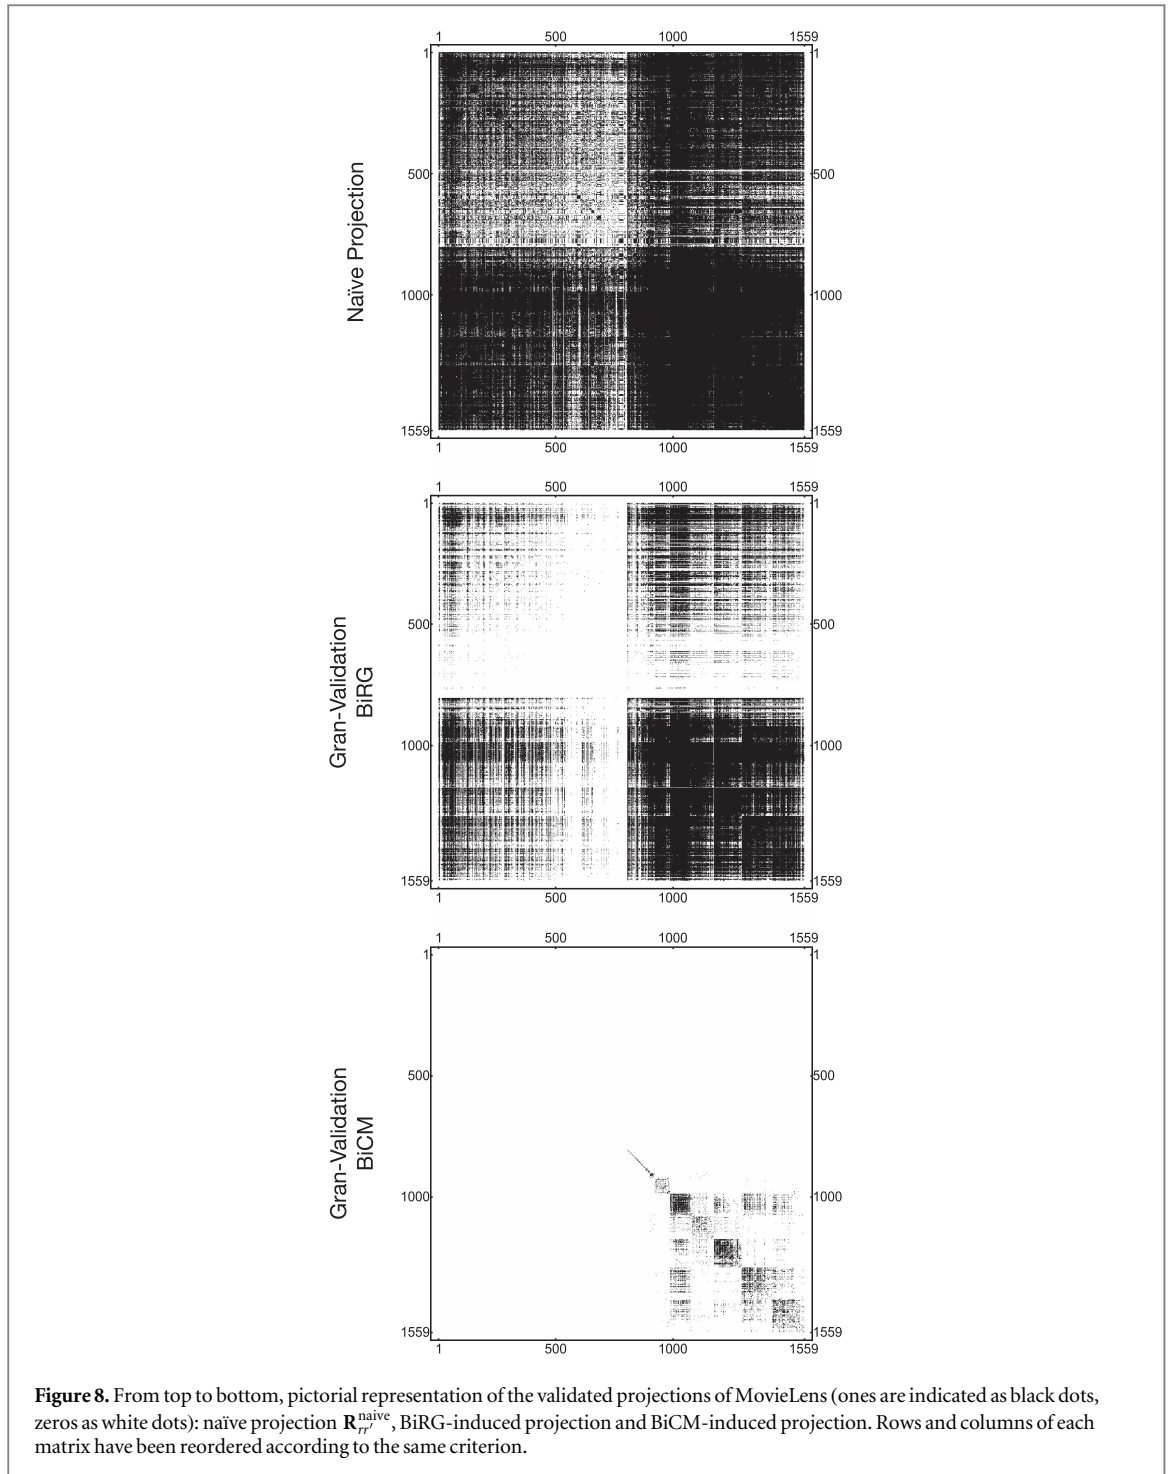 1 500 1000 1559
1 1
500 500
Naïve Projection
1000 1000
1559 1559
1 500 1000 1559
1 500 1000 1559
1 1
500 500
Gran-Validation
BiRG
1000 1000
1559 1559
1 500 1000 1559
1 500 1000 1559
1 1
500 500
Gran-Validation
BiCM
1000 1000
1559 1559
1 500 1000 1559
Figure 8. From top to bottom, pictorial representation of the validated projections of MovieLens (ones are indicated as black dots,
zeros as white dots): naïve projection R_{rr′}^{naive}, BiRG-induced projection and BiCM-induced projection. Rows and columns of each
matrix have been reordered according to the same criterion.